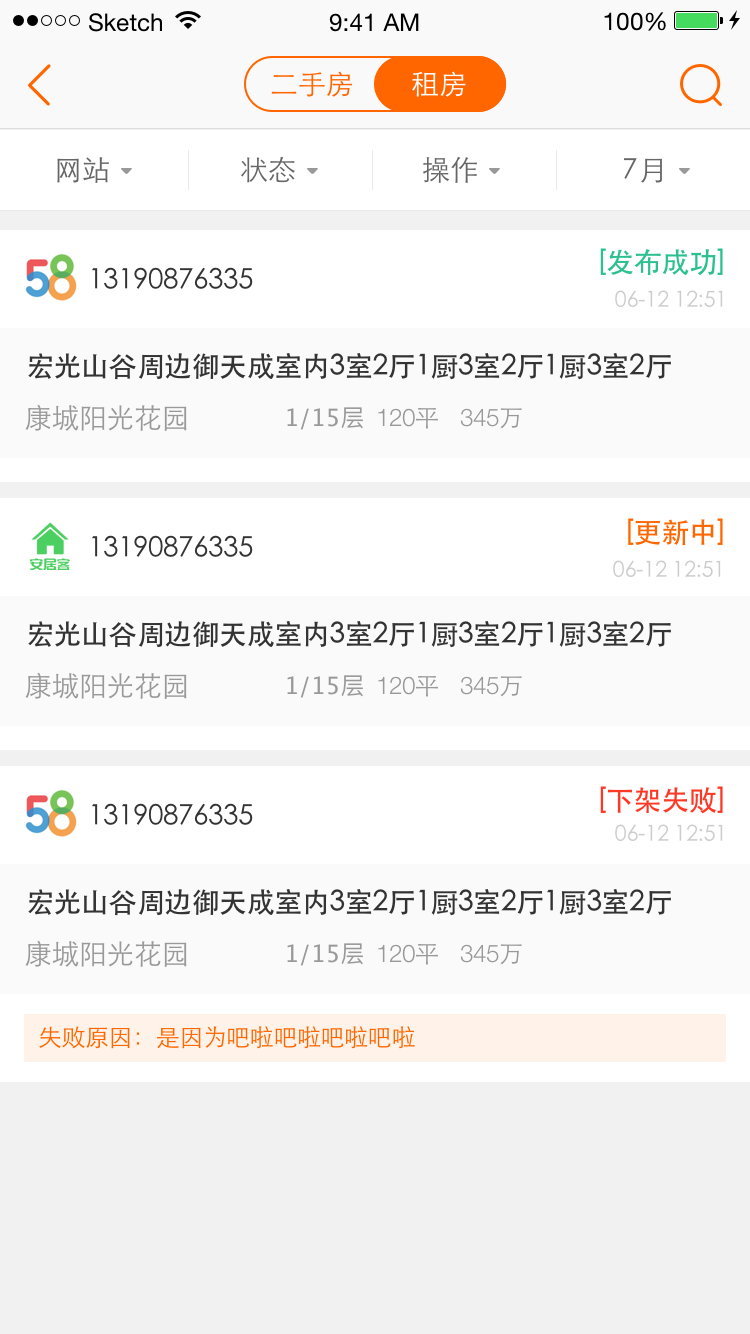 Sketch 9:41 AM 100%
二手房 租房
网站 状态 操作 7月
58 13190876335 [发布成功]
06-12 12:51
宏光山谷周边御天成室内3室2厅1厨3室2厅1厨3室2厅
康城阳光花园 1/15层 120平 345万
安居客 13190876335 [更新中]
06-12 12:51
宏光山谷周边御天成室内3室2厅1厨3室2厅1厨3室2厅
康城阳光花园 1/15层 120平 345万
58 13190876335 [下架失败]
06-12 12:51
宏光山谷周边御天成室内3室2厅1厨3室2厅1厨3室2厅
康城阳光花园 1/15层 120平 345万
失败原因：是因为吧啦吧啦吧啦吧啦